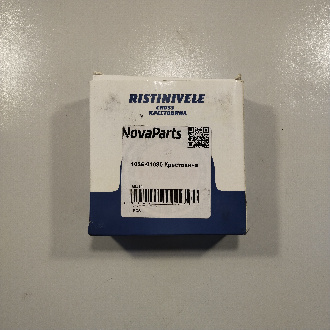 RISTINIVELE
CROSS
КРЕСТОВИНА
NovaParts
Крестовина